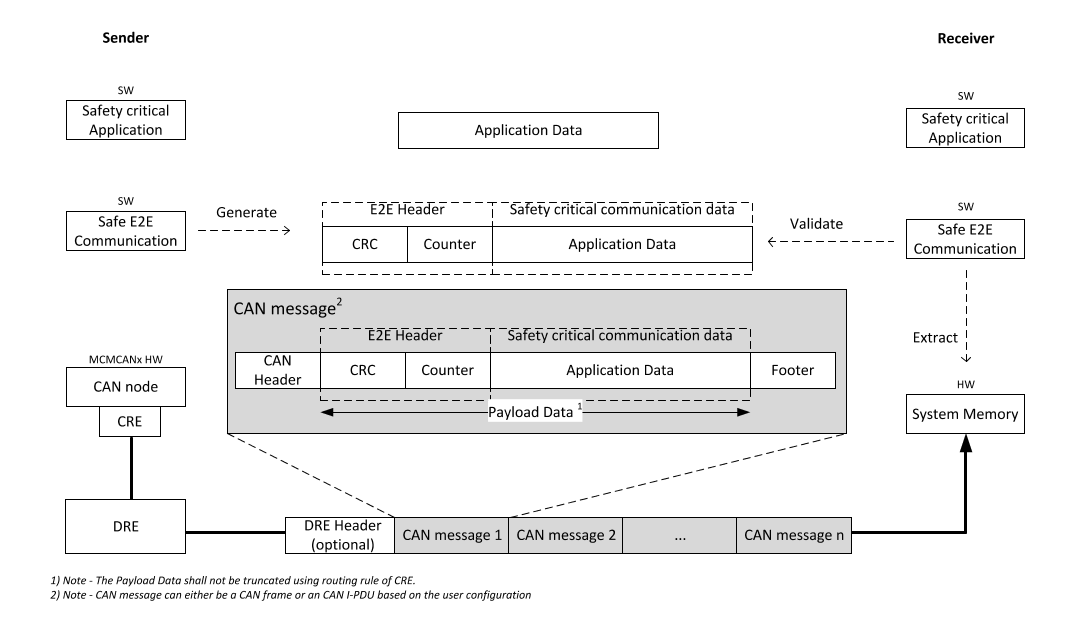 Sender
Receiver
SW
Safety critical
Application
Application Data
SW
Safety critical
Application
SW
Safe E2E
Communication
Generate
E2E Header
Safety critical communication data
CRC
Counter
Application Data
Validate
SW
Safe E2E
Communication
CAN message2
E2E Header
Safety critical communication data
CAN
Header
CRC
Counter
Application Data
Footer
Payload Data 1
Extract
MCMCANx HW
CAN node
CRE
HW
System Memory
DRE
DRE Header
(optional)
CAN message 1
CAN message 2
...
CAN message n
1) Note - The Payload Data shall not be truncated using routing rule of CRE.
2) Note - CAN message can either be a CAN frame or an CAN I-PDU based on the user configuration